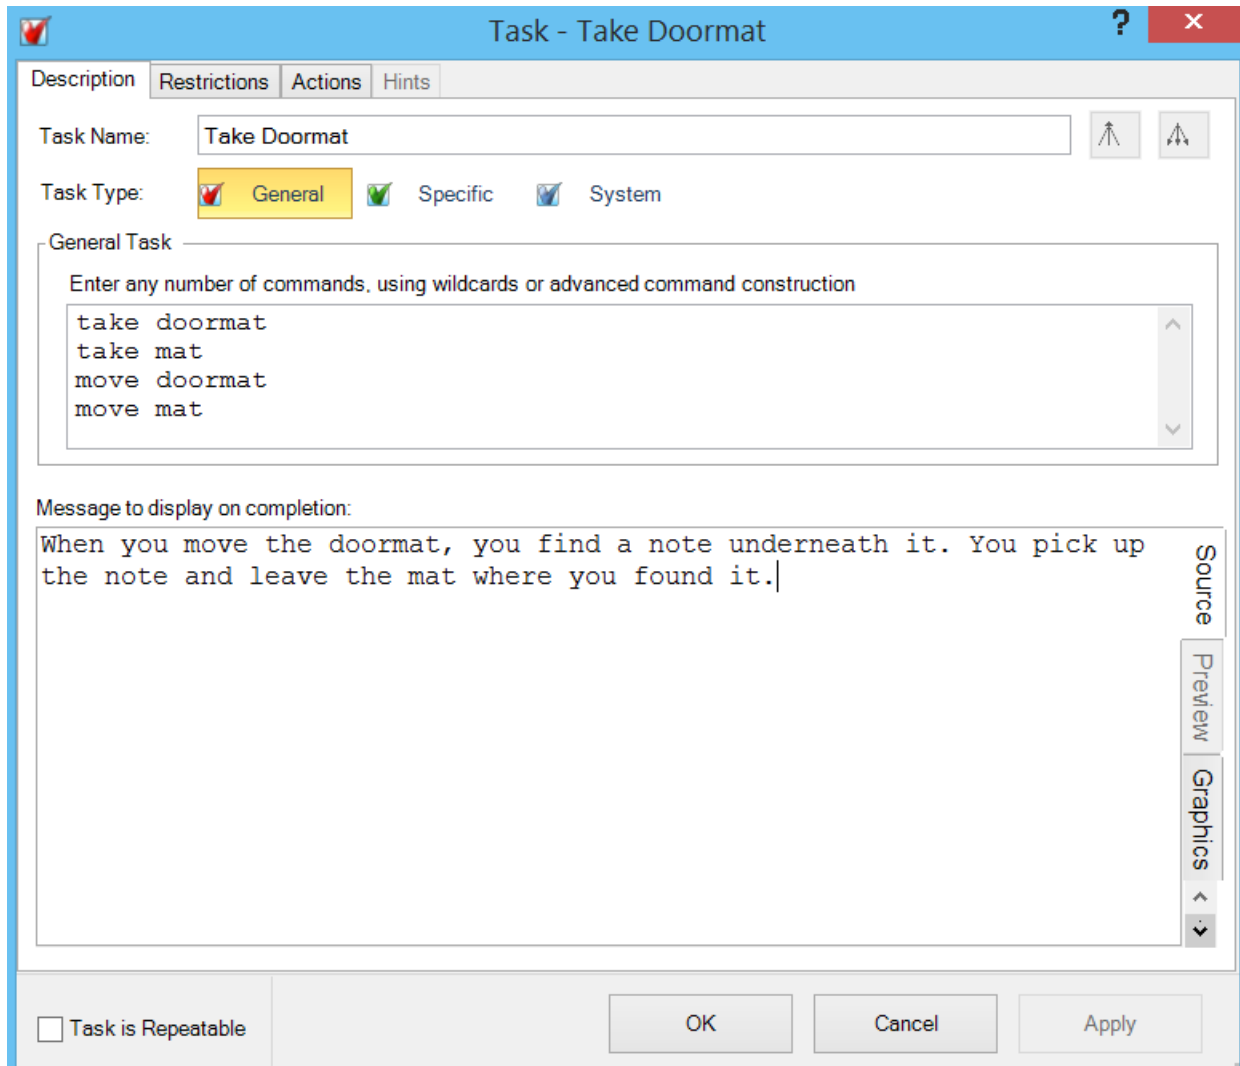 Task - Take Doormat
?
x
Description Restrictions Actions Hints
Task Name: Take Doormat
Task Type: General Specific System
General Task
Enter any number of commands, using wildcards or advanced command construction
take doormat
take mat
move doormat
move mat
Message to display on completion:
When you move the doormat, you find a note underneath it. You pick up
the note and leave the mat where you found it.
Source
Preview
Graphics
Task is Repeatable OK Cancel Apply